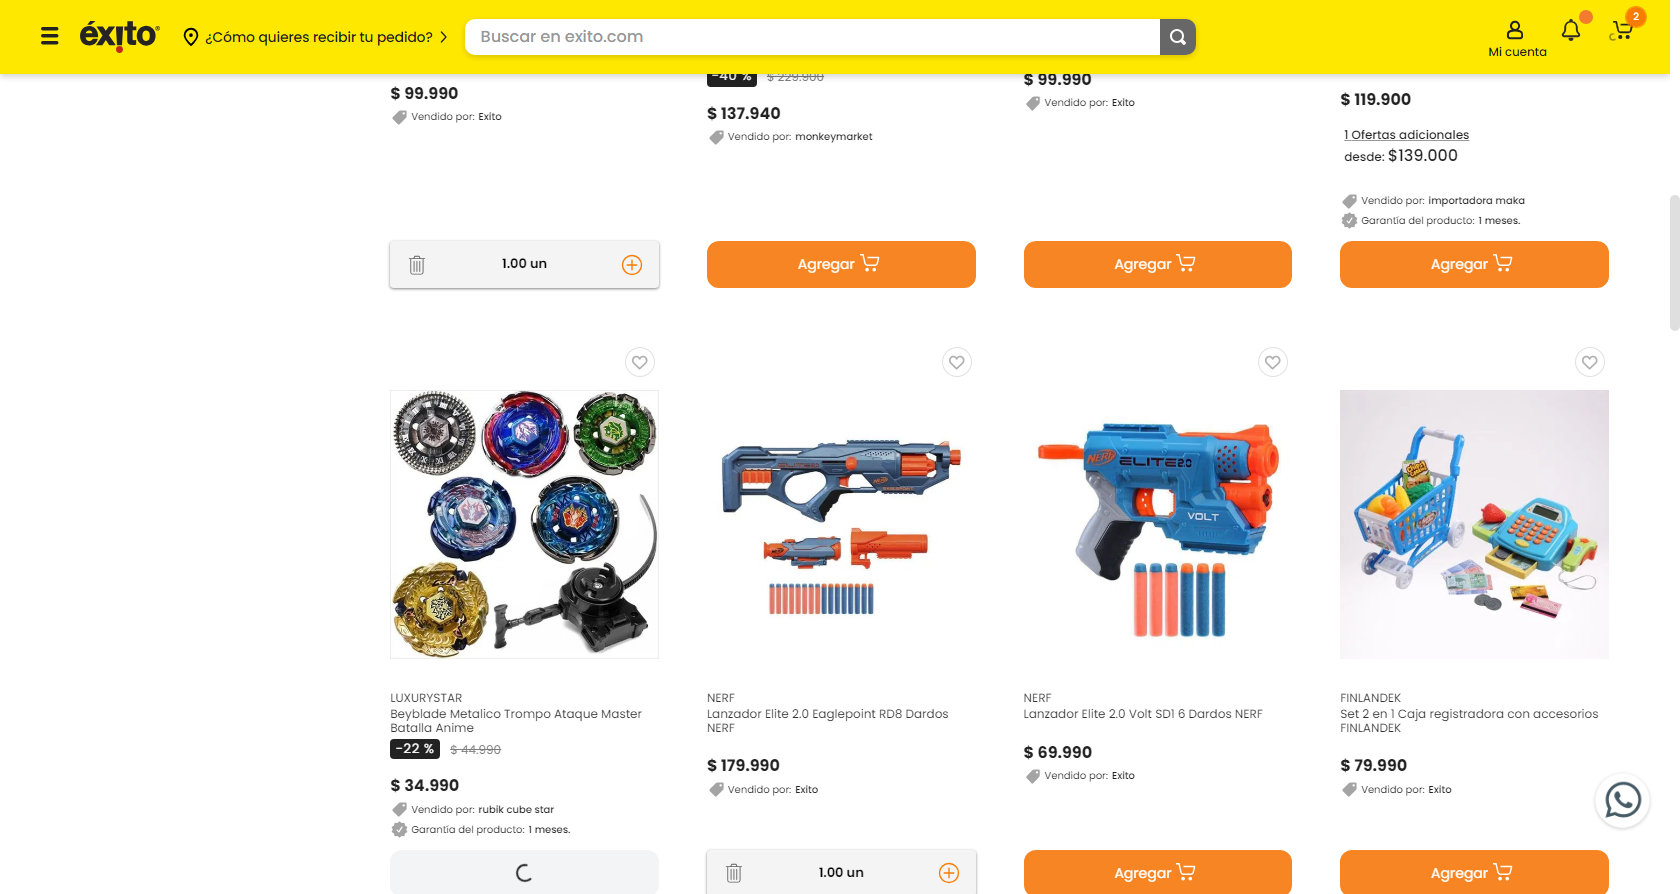 éxito
¿Cómo quieres recibir tu pedido?
Buscar en exito.com
Mi cuenta
2
$ 99.990
Vendido por: Exito
-40 % $ 229.900
$ 137.940
Vendido por: monkeymarket
$ 99.990
Vendido por: Exito
$ 119.900
1 Ofertas adicionales
desde: $139.000
Vendido por: importadora maka
Garantía del producto: 1 meses.
1.00 un
Agregar
Agregar
Agregar
NERF
NERF ELITE 2.0
VOLT
LUXURYSTAR
Beyblade Metalico Trompo Ataque Master
Batalla Anime
-22 % $ 44.990
$ 34.990
Vendido por: rubik cube star
Garantía del producto: 1 meses.
NERF
Lanzador Elite 2.0 Eaglepoint RD8 Dardos
NERF
$ 179.990
Vendido por: Exito
1.00 un
NERF
Lanzador Elite 2.0 Volt SD1 6 Dardos NERF
$ 69.990
Vendido por: Exito
Agregar
FINLANDEK
Set 2 en 1 Caja registradora con accesorios
FINLANDEK
$ 79.990
Vendido por: Exito
Agregar